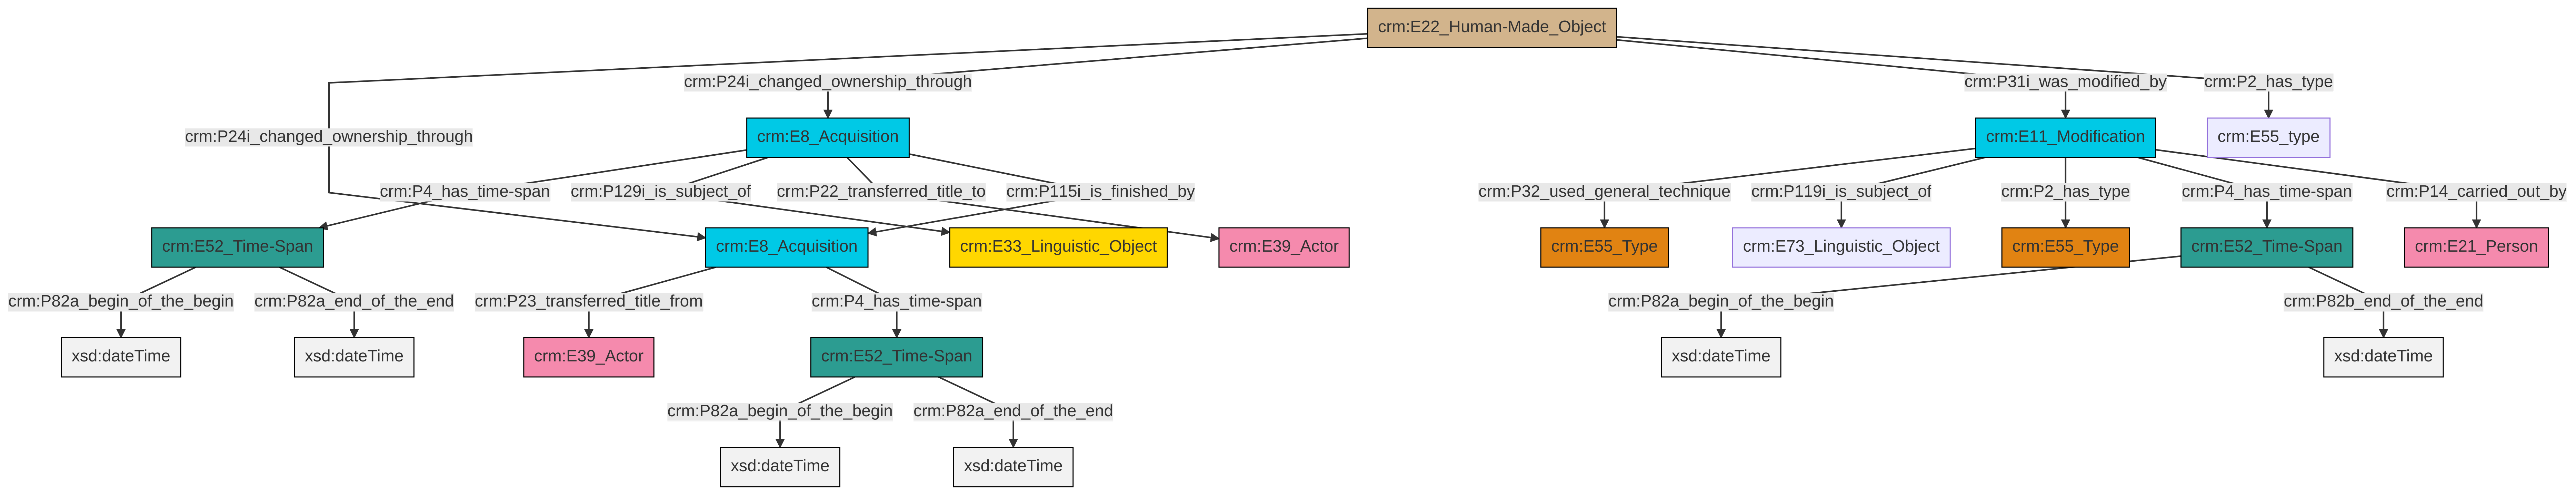 crm:E22_Human-Made_Object
crm:P24i_changed_ownership_through
crm:P31i_was_modified_by
crm:P2_has_type
crm:P24i_changed_ownership_through
crm:E8_Acquisition
crm:E11_Modification
crm:E55_type
crm:P4_has_time-span
crm:P129i_is_subject_of
crm:P22_transferred_title_to
crm:P115i_is_finished_by
crm:P32_used_general_technique
crm:P119i_is_subject_of
crm:P2_has_type
crm:P4_has_time-span
crm:P14_carried_out_by
crm:E52_Time-Span
crm:E8_Acquisition
crm:E33_Linguistic_Object
crm:E39_Actor
crm:E55_Type
crm:E73_Linguistic_Object
crm:E55_Type
crm:E52_Time-Span
crm:E21_Person
crm:P82a_begin_of_the_begin
crm:P82a_end_of_the_end
crm:P23_transferred_title_from
crm:P4_has_time-span
crm:P82a_begin_of_the_begin
crm:P82b_end_of_the_end
xsd:dateTime
xsd:dateTime
crm:E39_Actor
crm:E52_Time-Span
xsd:dateTime
xsd:dateTime
crm:P82a_begin_of_the_begin
crm:P82a_end_of_the_end
xsd:dateTime
xsd:dateTime